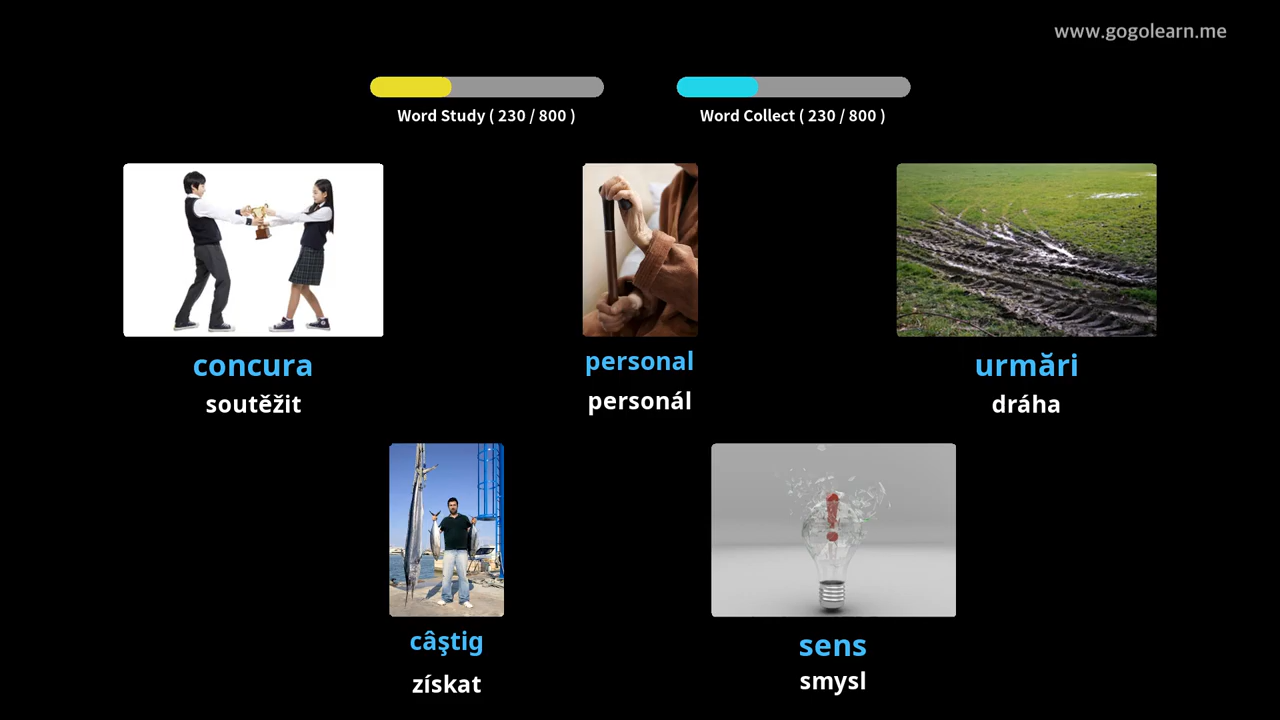 www.gogolearn.me
Word Study ( 230 / 800 )
Word Collect ( 230 / 800 )
concura
soutěžit
personal
personál
urmări
dráha
câştig
získat
sens
smysl